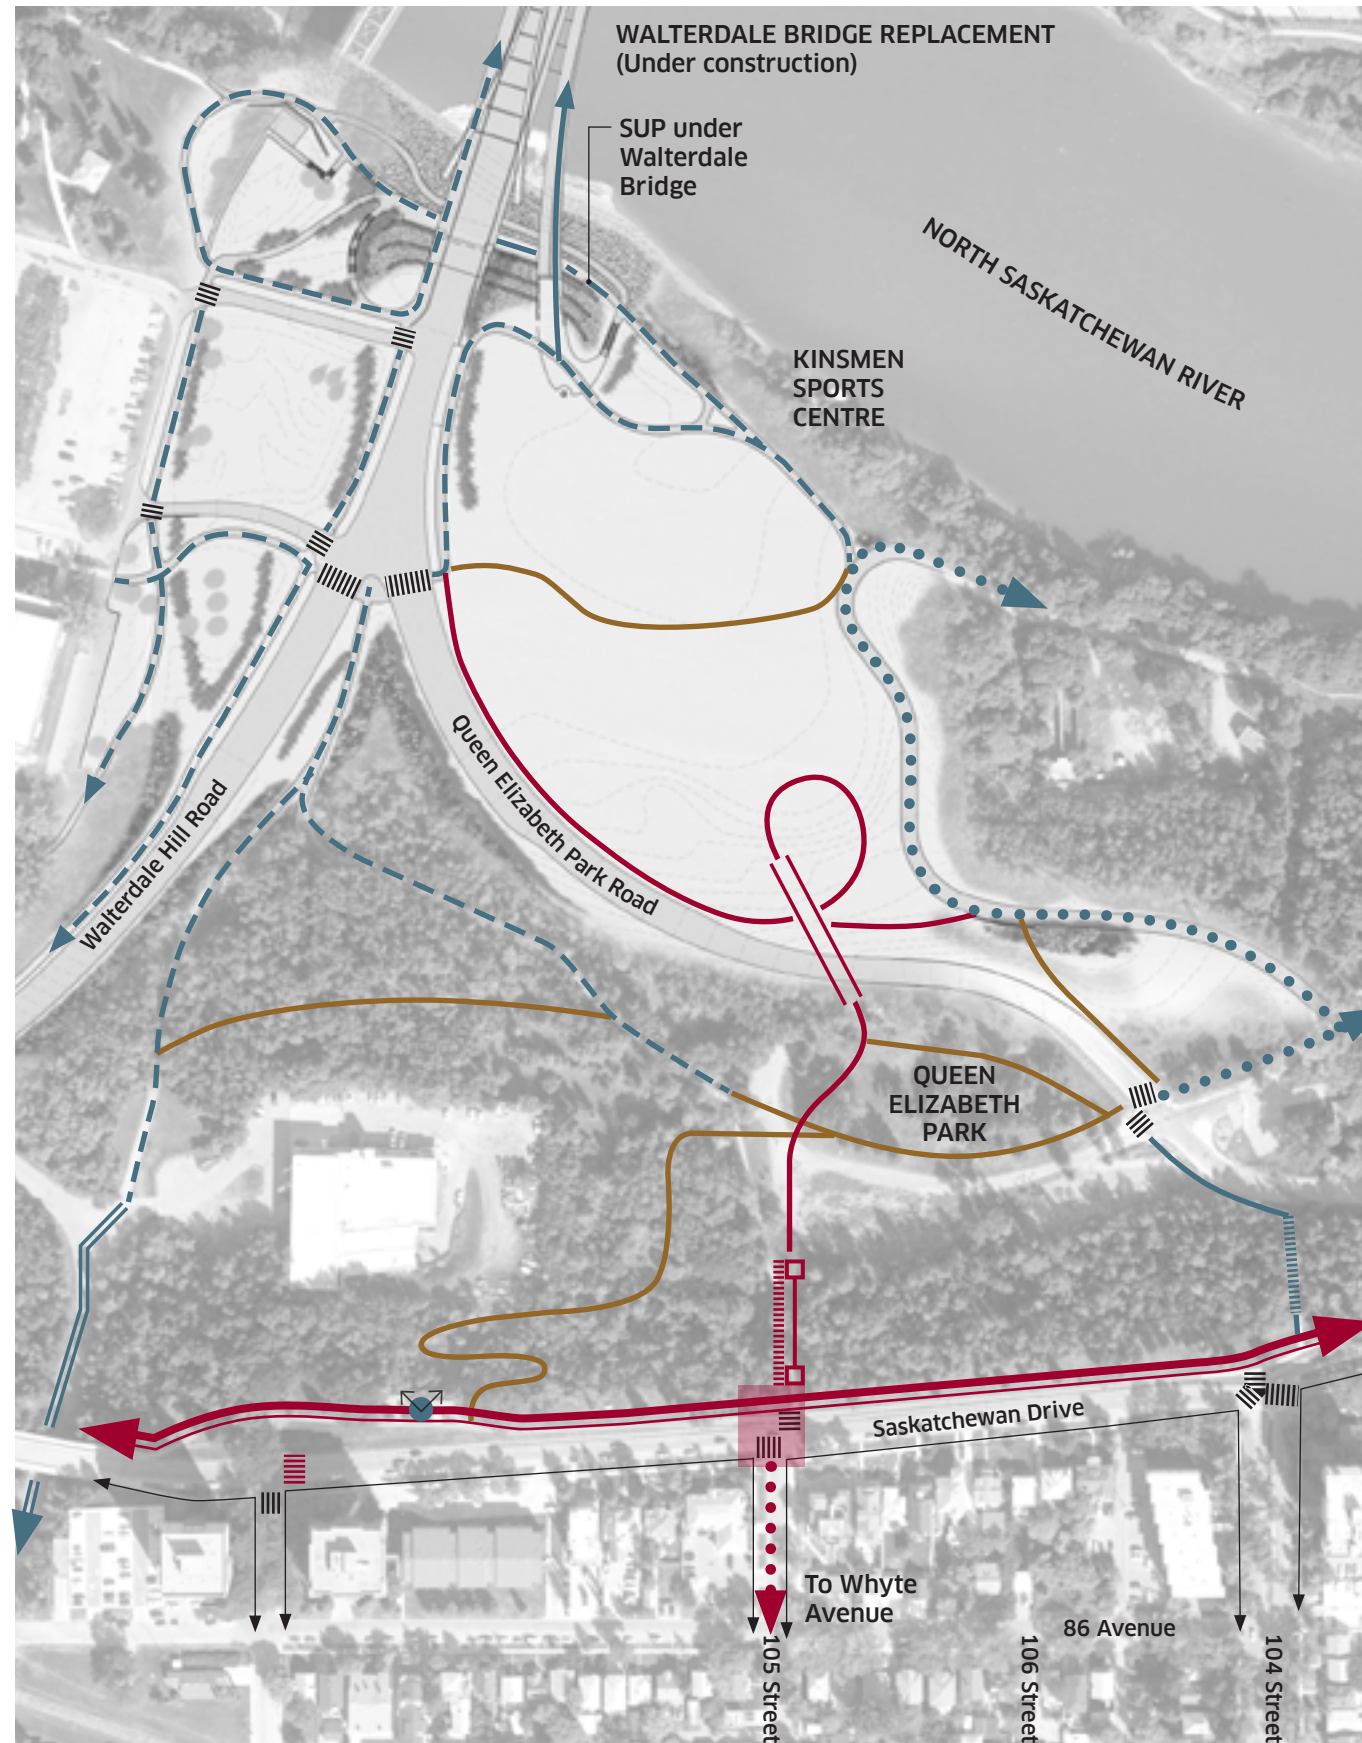 WALTERDALE BRIDGE REPLACEMENT
(Under construction)
SUP under
Walterdale
Bridge
NORTH SASKATCHEWAN RIVER
KINSMEN
SPORTS
CENTRE
Queen Elizabeth Park Road
Walterdale Hill Road
QUEEN
ELIZABETH
PARK
Saskatchewan Drive
To Whyte
Avenue
86 Avenue
105 Street
106 Street
104 Street